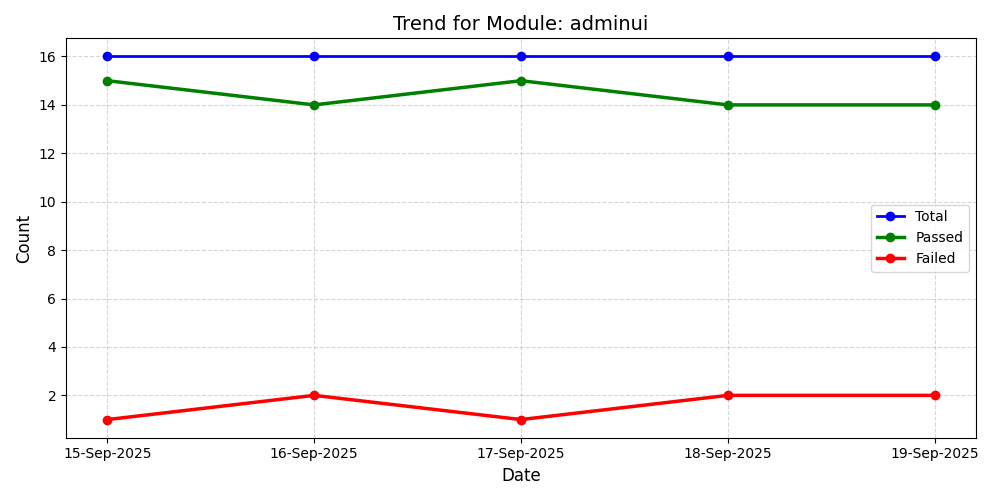 Trend for Module: adminui
Count
16
14
12
10
8
6
4
2
Total
Passed
Failed
15-Sep-2025
16-Sep-2025
17-Sep-2025
18-Sep-2025
19-Sep-2025
Date